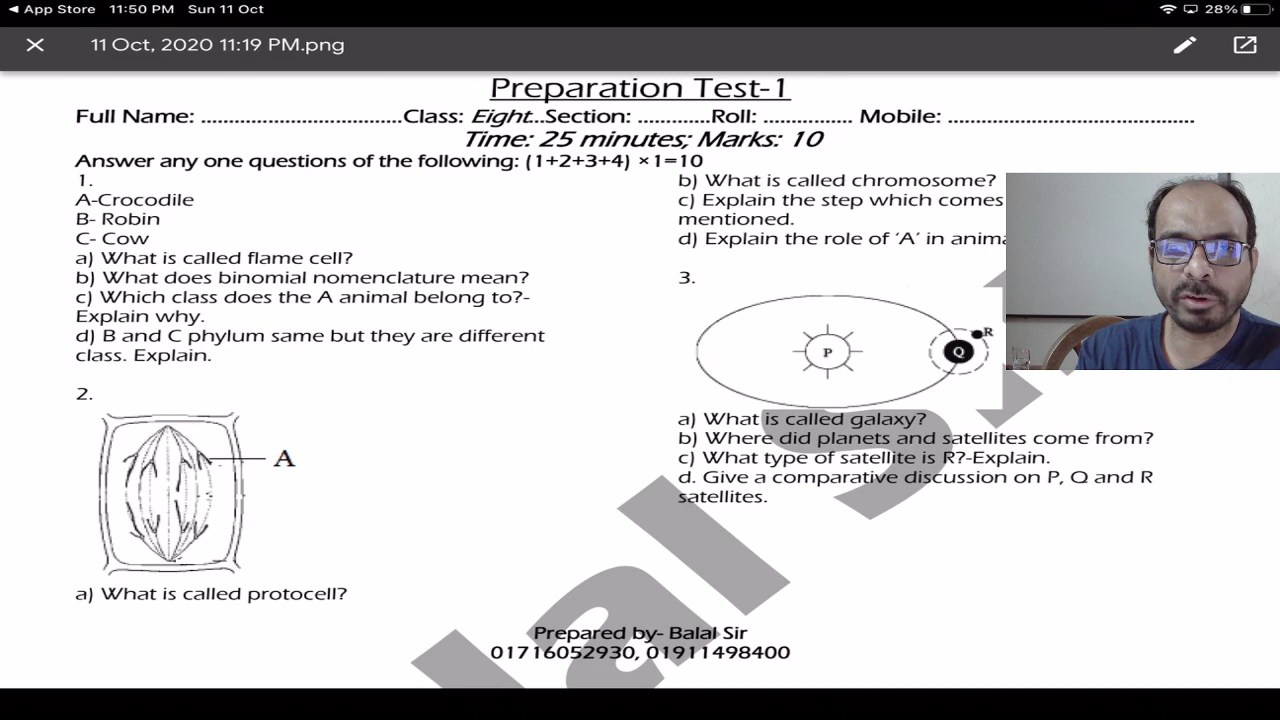 App Store 11:50 PM Sun 11 Oct
28%
11 Oct, 2020 11:19 PM.png
Preparation Test-1
Full Name: .................................Class: Eight...Section: ............Roll: ............... Mobile: .........................................
Time: 25 minutes; Marks: 10
Answer any one questions of the following: (1+2+3+4) ×1=10
1.
A-Crocodile
B- Robin
C- Cow
a) What is called flame cell?
b) What does binomial nomenclature mean?
c) Which class does the A animal belong to?-
Explain why.
d) B and C phylum same but they are different
class. Explain.
2.
A
a) What is called protocell?
b) What is called chromosome?
c) Explain the step which comes
mentioned.
d) Explain the role of ‘A’ in
3.
P
Q
R
a) What is called galaxy?
b) Where did planets and satellites come from?
c) What type of satellite is R?-Explain.
d. Give a comparative discussion on P, Q and R
satellites.
Prepared by- Balal Sir
01716052930, 01911498400